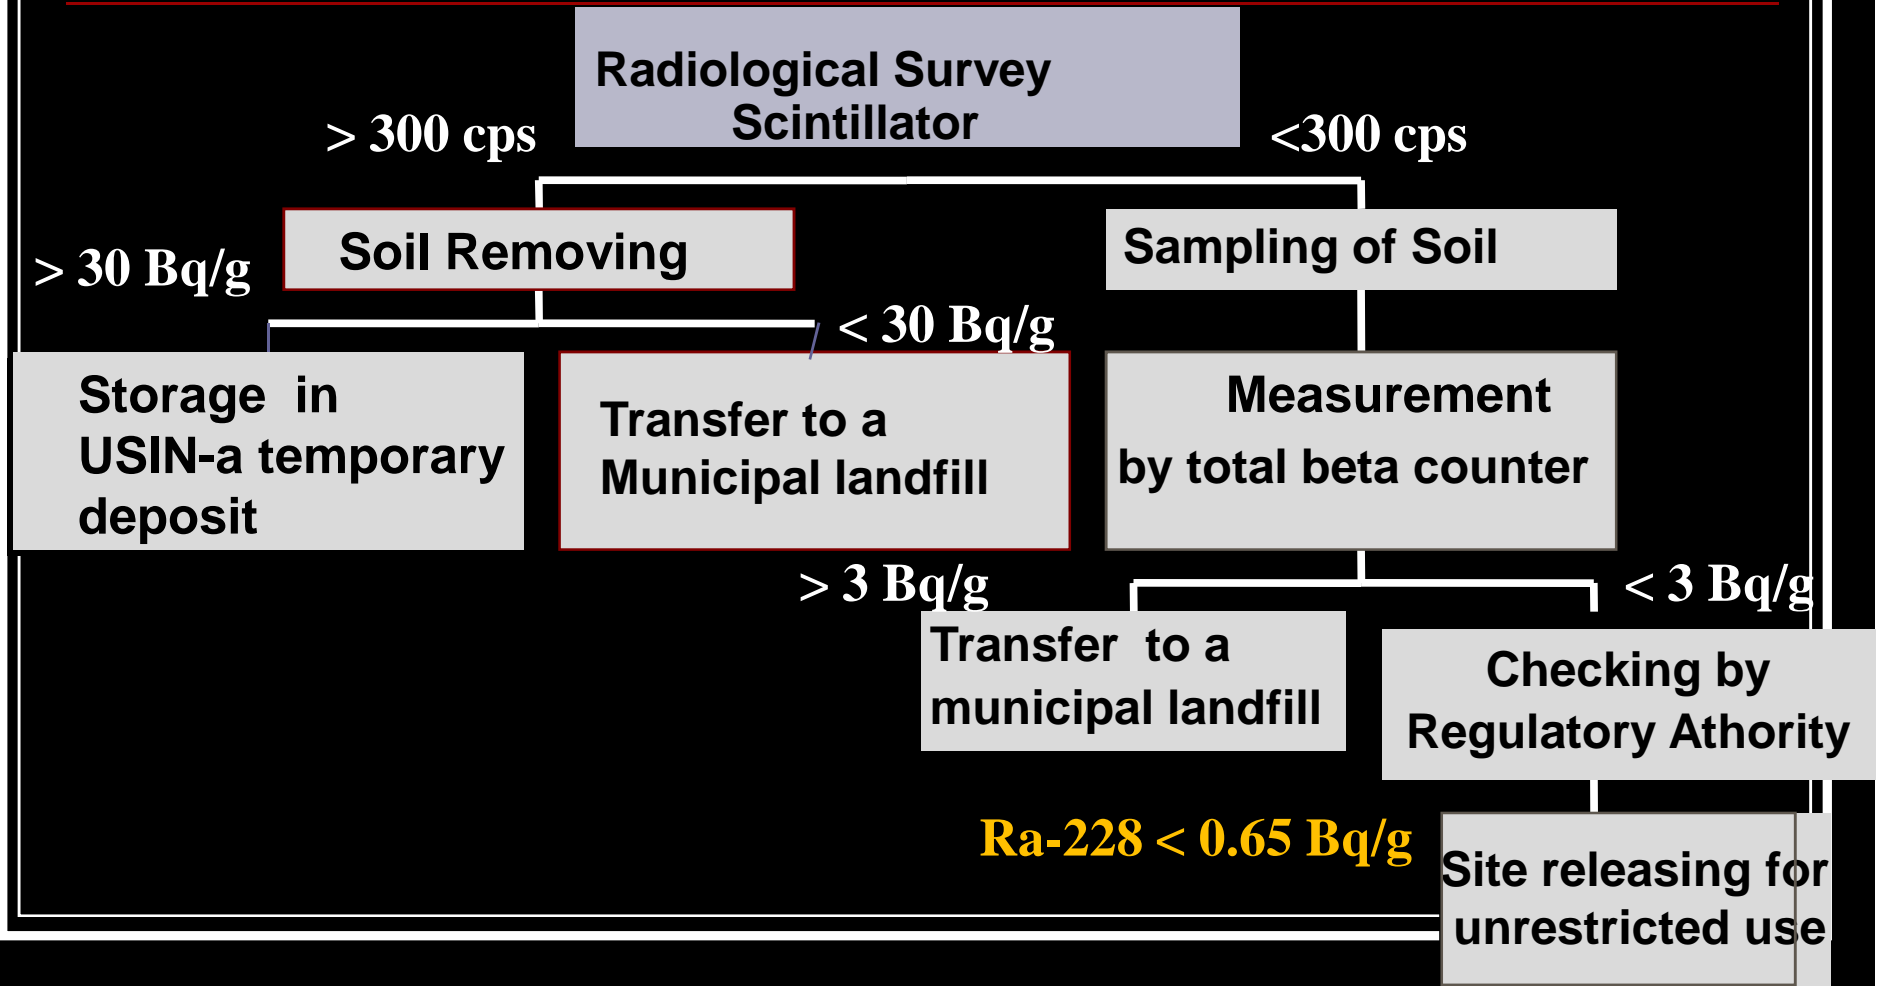 Radiological Survey
Scintillator
> 300 cps
<300 cps
Soil Removing
Sampling of Soil
> 30 Bq/g
< 30 Bq/g
Storage in
USIN-a temporary
deposit
Transfer to a
Municipal landfill
Measurement
by total beta counter
> 3 Bq/g
< 3 Bq/g
Transfer to a
municipal landfill
Checking by
Regulatory Athority
Ra-228 < 0.65 Bq/g
Site releasing for
unrestricted use